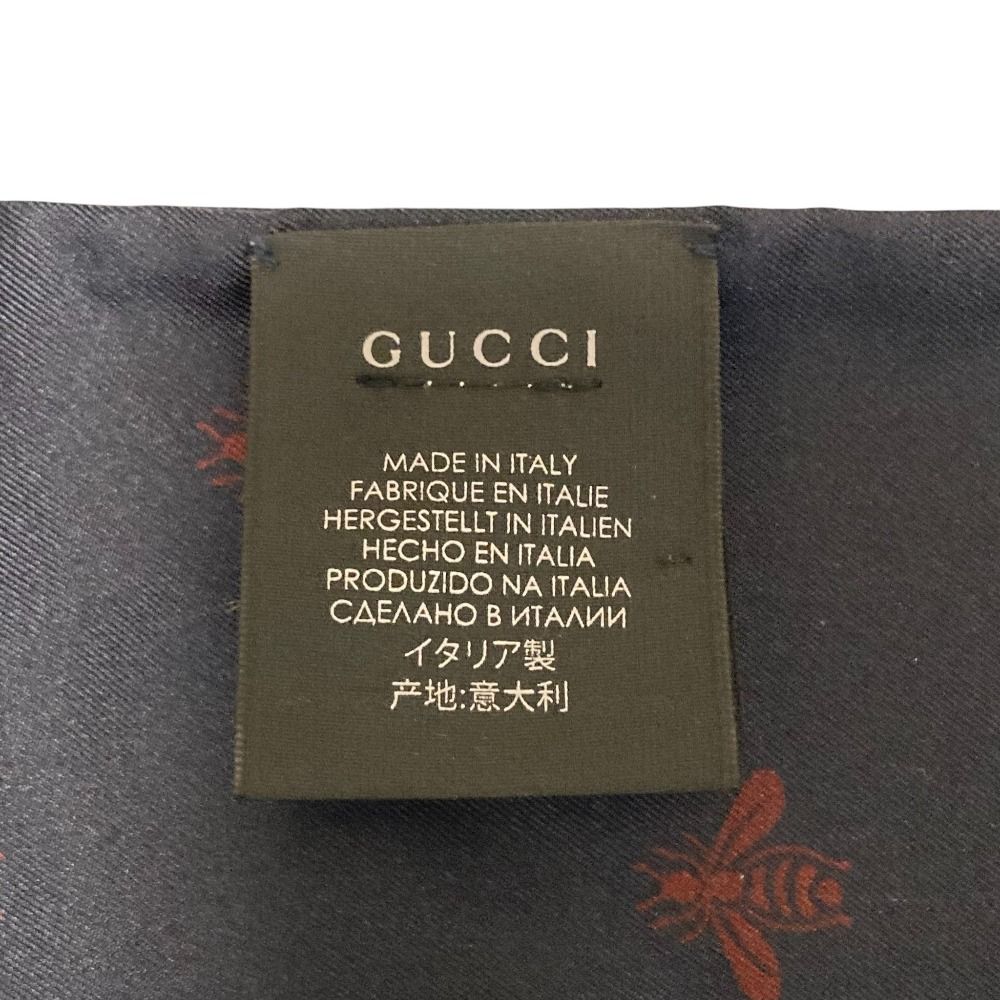 GUCCI
MADE IN ITALY
FABRIQUE EN ITALIE
HERGESTELLT IN ITALIEN
HECHO EN ITALIA
PRODUZIDO NA ITALIA
СДЕЛАНО В ИТАЛИИ
イタリア製
产地:意大利